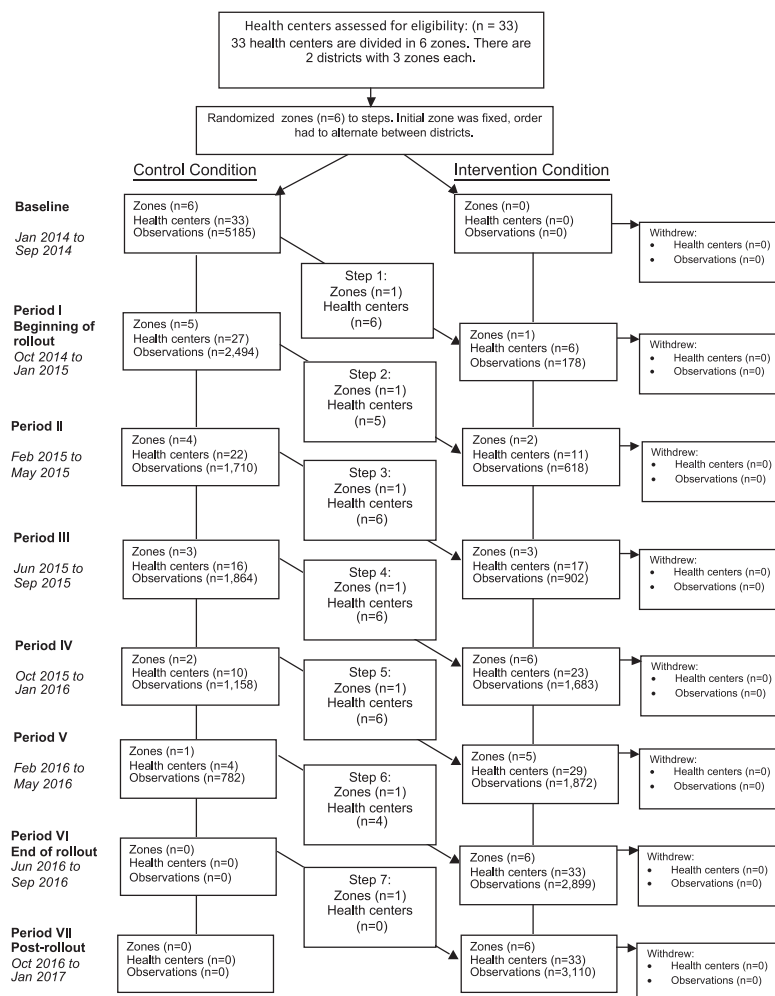 Health centers assessed for eligibility: (n = 33)
33 health centers are divided in 6 zones. There are
2 districts with 3 zones each.
Randomized zones (n=6) to steps. Initial zone was fixed, order
had to alternate between districts.
Control Condition
Intervention Condition
Baseline
Jan 2014 to
Sep 2014
Zones (n=6)
Health centers (n=33)
Observations (n=5185)
Zones (n=0)
Health centers (n=0)
Observations (n=0)
Withdrew:
• Health centers (n=0)
• Observations (n=0)
Step 1:
Zones (n=1)
Health centers
(n=6)
Period I
Beginning of
rollout
Oct 2014 to
Jan 2015
Zones (n=5)
Health centers (n=27)
Observations (n=2,494)
Zones (n=1)
Health centers (n=6)
Observations (n=178)
Withdrew:
• Health centers (n=0)
• Observations (n=0)
Step 2:
Zones (n=1)
Health centers
(n=5)
Period II
Feb 2015 to
May 2015
Zones (n=4)
Health centers (n=22)
Observations (n=1,710)
Zones (n=2)
Health centers (n=11)
Observations (n=618)
Withdrew:
• Health centers (n=0)
• Observations (n=0)
Step 3:
Zones (n=1)
Health centers
(n=6)
Period III
Jun 2015 to
Sep 2015
Zones (n=3)
Health centers (n=16)
Observations (n=1,864)
Zones (n=3)
Health centers (n=17)
Observations (n=902)
Withdrew:
• Health centers (n=0)
• Observations (n=0)
Step 4:
Zones (n=1)
Health centers
(n=6)
Period IV
Oct 2015 to
Jan 2016
Zones (n=2)
Health centers (n=10)
Observations (n=1,158)
Zones (n=6)
Health centers (n=23)
Observations (n=1,683)
Withdrew:
• Health centers (n=0)
• Observations (n=0)
Step 5:
Zones (n=1)
Health centers
(n=6)
Period V
Feb 2016 to
May 2016
Zones (n=1)
Health centers (n=4)
Observations (n=782)
Zones (n=5)
Health centers (n=29)
Observations (n=1,872)
Withdrew:
• Health centers (n=0)
• Observations (n=0)
Step 6:
Zones (n=1)
Health centers
(n=4)
Period VI
End of rollout
Jun 2016 to
Sep 2016
Zones (n=0)
Health centers (n=0)
Observations (n=0)
Zones (n=6)
Health centers (n=33)
Observations (n=2,899)
Withdrew:
• Health centers (n=0)
• Observations (n=0)
Step 7:
Zones (n=1)
Health centers
(n=0)
Period VII
Post-rollout
Oct 2016 to
Jan 2017
Zones (n=0)
Health centers (n=0)
Observations (n=0)
Zones (n=6)
Health centers (n=33)
Observations (n=3,110)
Withdrew:
• Health centers (n=0)
• Observations (n=0)